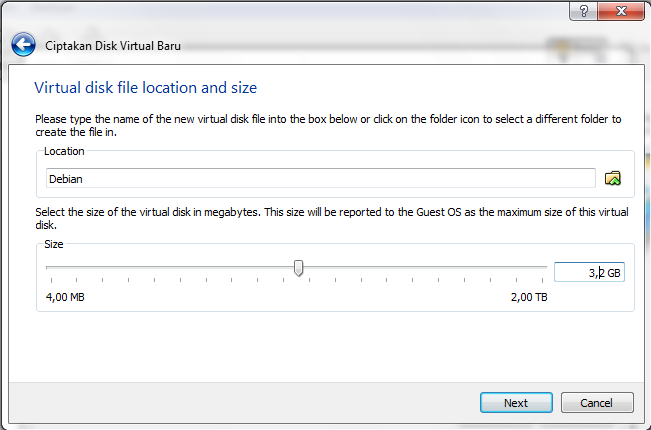 Ciptakan Disk Virtual Baru
Virtual disk file location and size
Please type the name of the new virtual disk file into the box below or click on the folder icon to select a different folder to
create the file in.
Location
Debian
Select the size of the virtual disk in megabytes. This size will be reported to the Guest OS as the maximum size of this virtual
disk.
Size
3,2 GB
4,00 MB 2,00 TB
Next Cancel